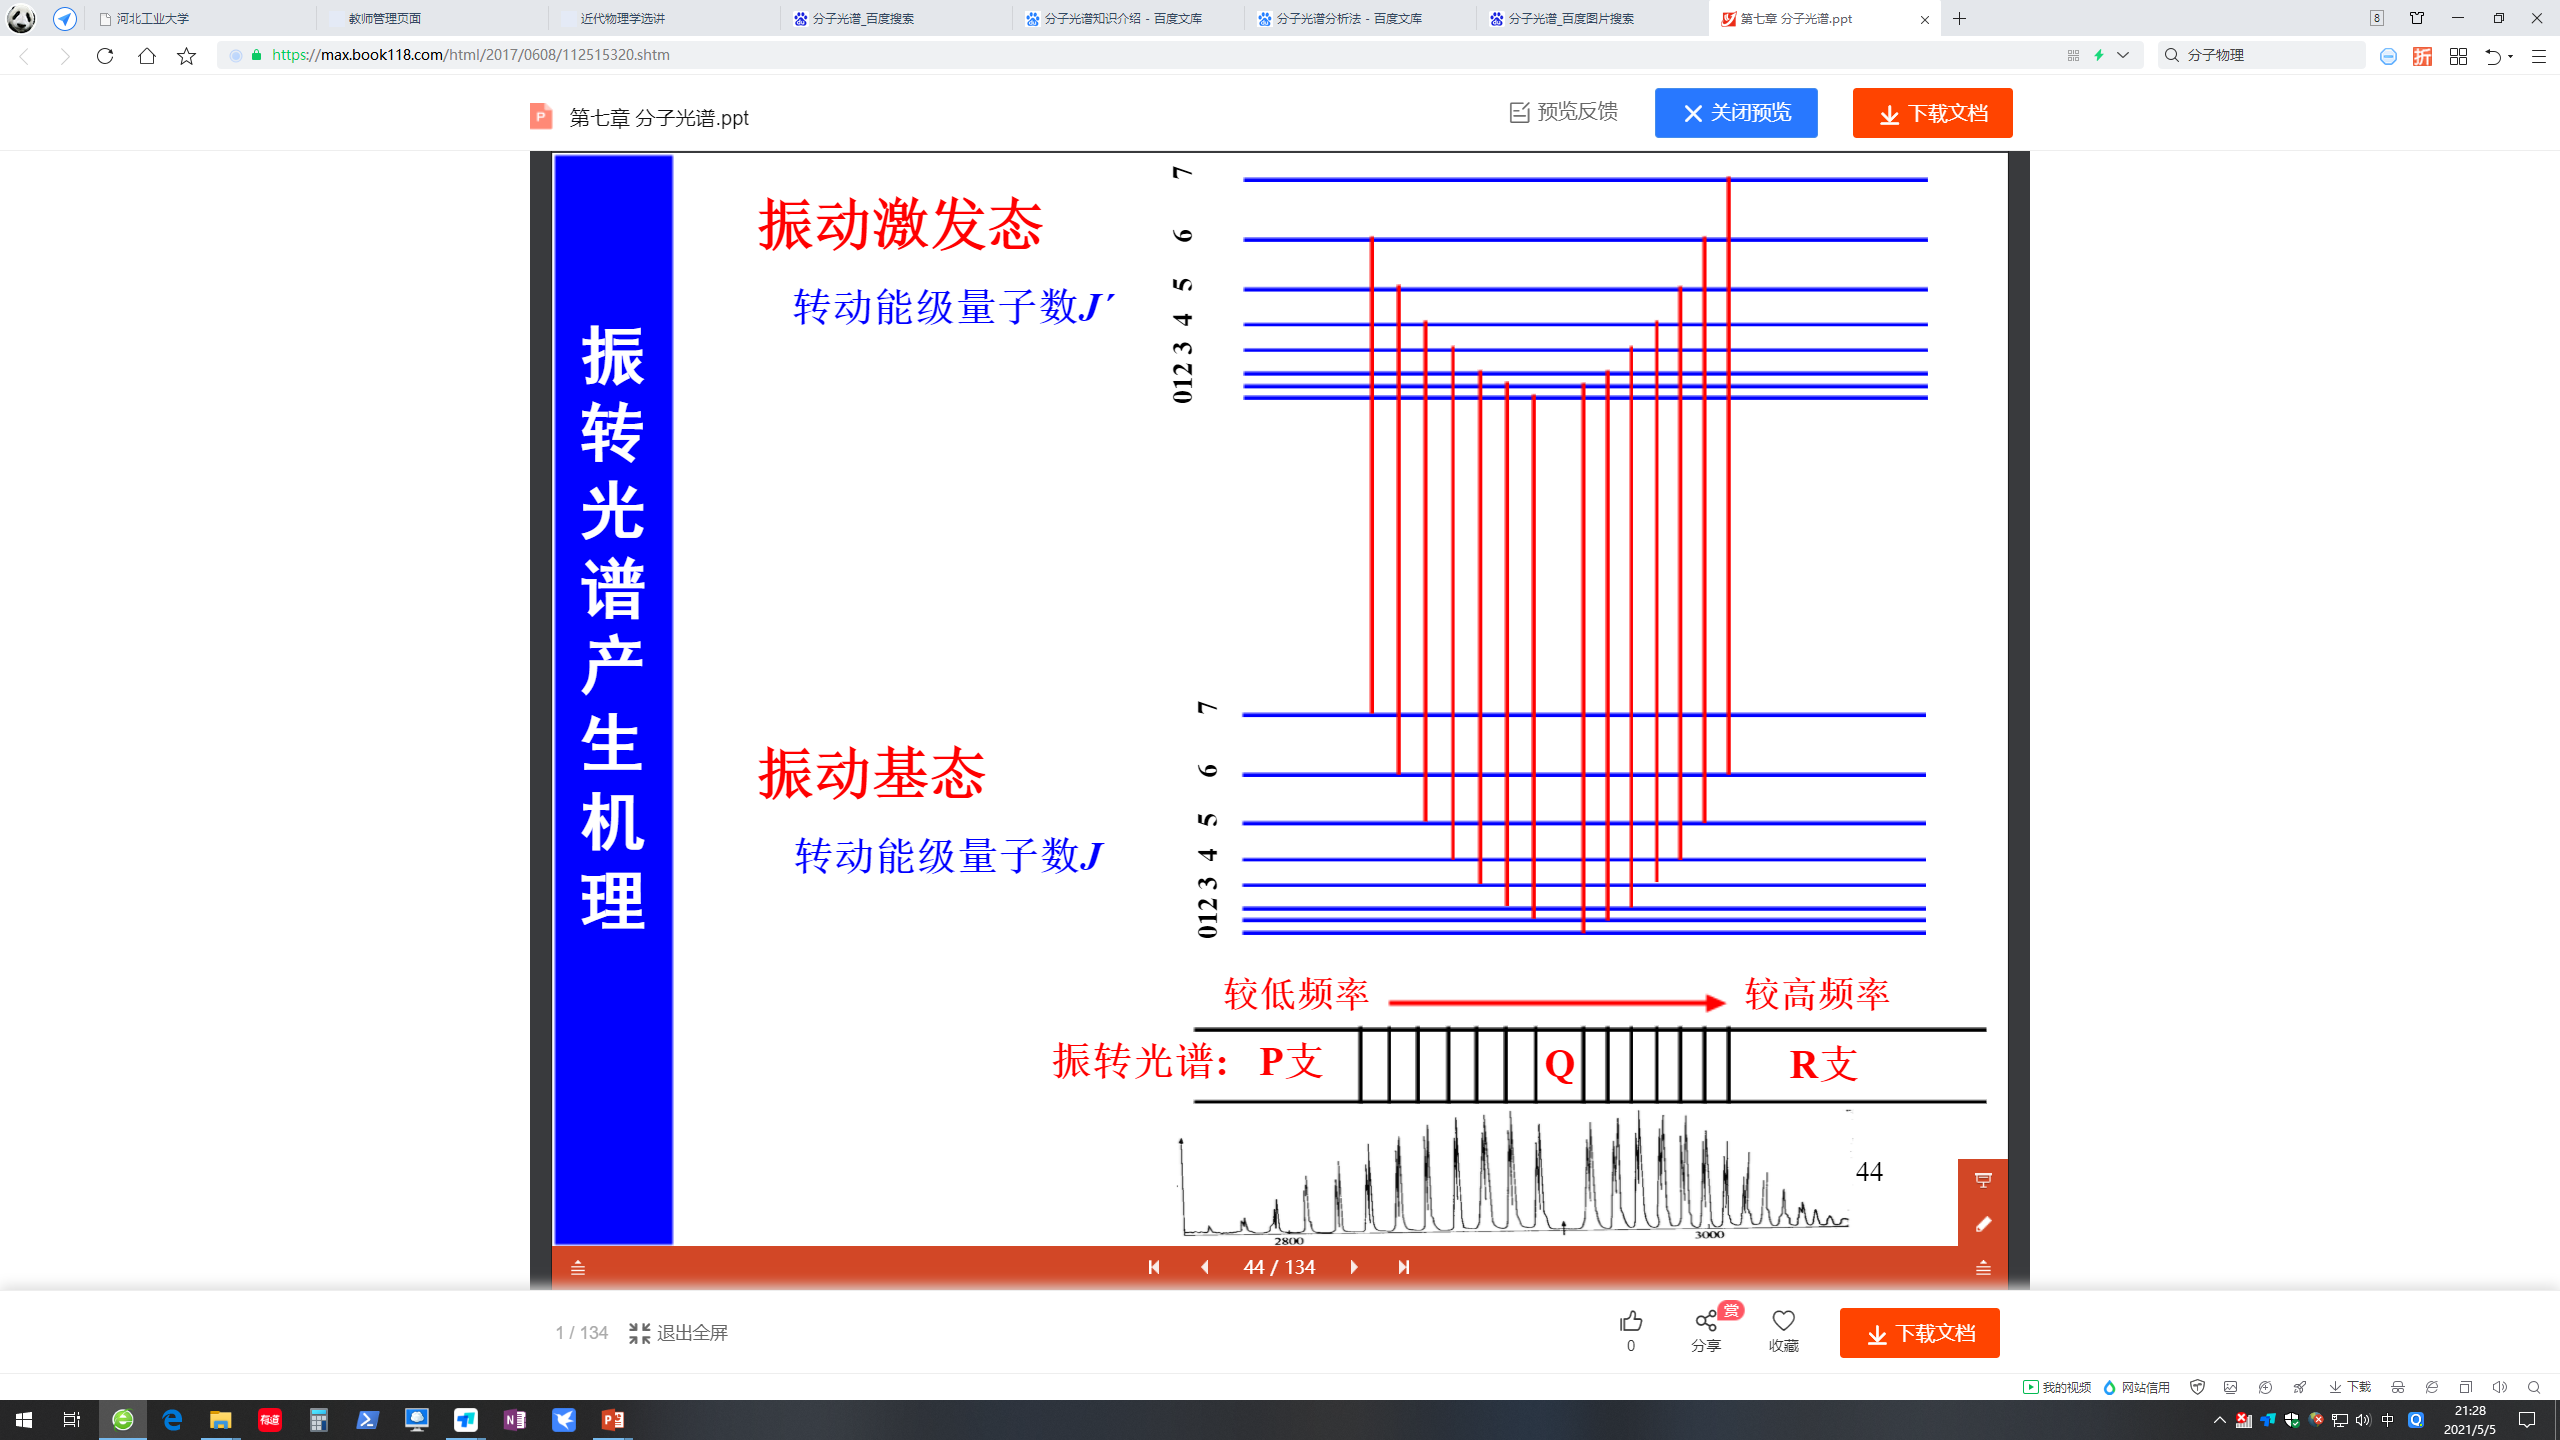 河北工业大学
教师管理页面
近代物理学选讲
分子光谱_百度搜索
分子光谱知识介绍 - 百度文库
分子光谱分析法 - 百度文库
分子光谱_百度图片搜索
第七章 分子光谱.ppt
8
https://max.book118.com/html/2017/0608/112515320.shtm
分子物理
折
第七章 分子光谱.ppt
预览反馈
关闭预览
下载文档
振转光谱产生机理
振动激发态
转动能级量子数J′
7
6
5
4
3
2
1
0
振动基态
转动能级量子数J
7
6
5
4
3
2
1
0
较低频率
较高频率
振转光谱: P支
Q
R支
2800
3000
44
44 / 134
1 / 134
退出全屏
0
赏
分享
收藏
下载文档
我的视频
网站信用
下载
有道
中
21:28
2021/5/5